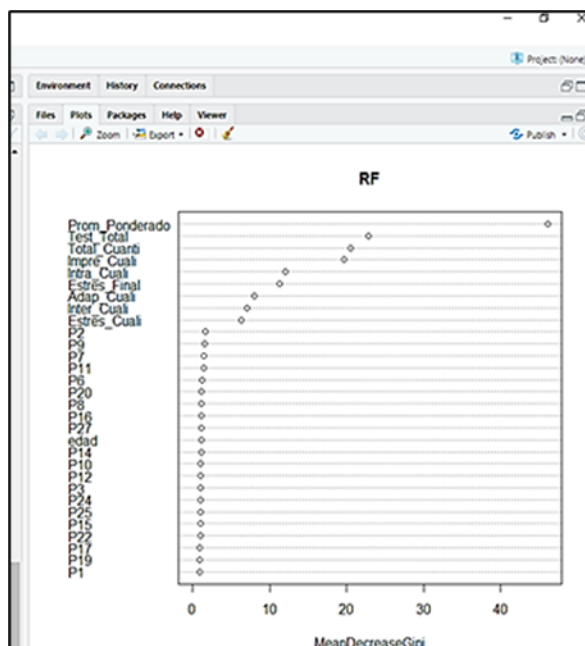 Project: (None)
Environment History Connections
Files Plots Packages Help Viewer
Zoom Export Publish
RF
Prom_Ponderado
Test_Total
Total_Cuanti
Impre_Cuali
Intra_Cuali
Estres_Final
Adap_Cuali
Inter_Cuali
Estres_Cuali
P2
P9
P7
P11
P6
P20
P8
P16
P27
edad
P14
P10
P12
P3
P24
P25
P15
P22
P17
P19
P1
0 10 20 30 40
MeanDecreaseGini